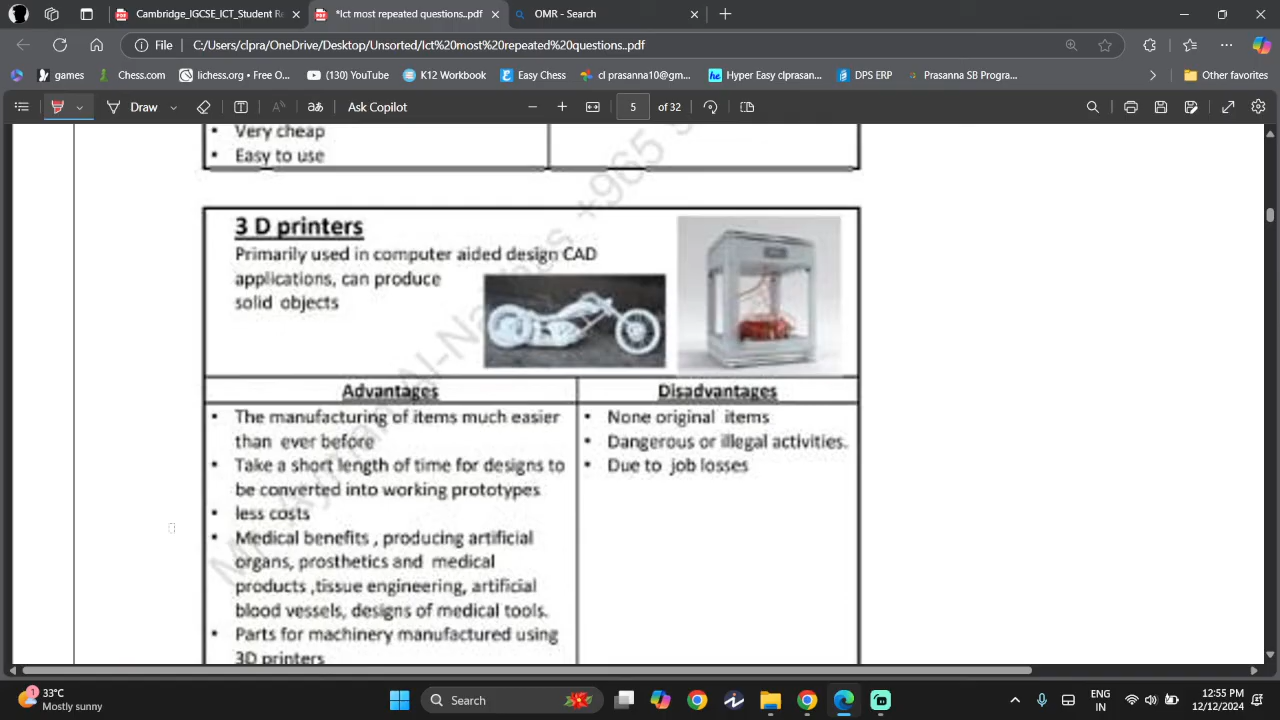 Cambridge_IGCSE_ICT_Student Re
*Ict most repeated questions..pdf
OMR - Search
File
C:/Users/clpra/OneDrive/Desktop/Unsorted/Ict%20most%20repeated%20questions..pdf
games
Chess.com
lichess.org • Free O...
(130) YouTube
K12 Workbook
Easy Chess
cl prasanna10@gm...
Hyper Easy clprasan...
DPS ERP
Prasanna SB Progra...
Other favorites
Draw
Ask Copilot
5 of 32
• Very cheap
• Easy to use
3 D printers
Primarily used in computer aided design CAD
applications, can produce
solid objects
Advantages
• The manufacturing of items much easier
than ever before
• Take a short length of time for designs to
be converted into working prototypes
• less costs
• Medical benefits , producing artificial
organs, prosthetics and medical
products ,tissue engineering, artificial
blood vessels, designs of medical tools.
• Parts for machinery manufactured using
3D printers
Disadvantages
• None original items
• Dangerous or illegal activities.
• Due to job losses
+965
1
33°C
Mostly sunny
Search
ENG
IN
12:55 PM
12/12/2024